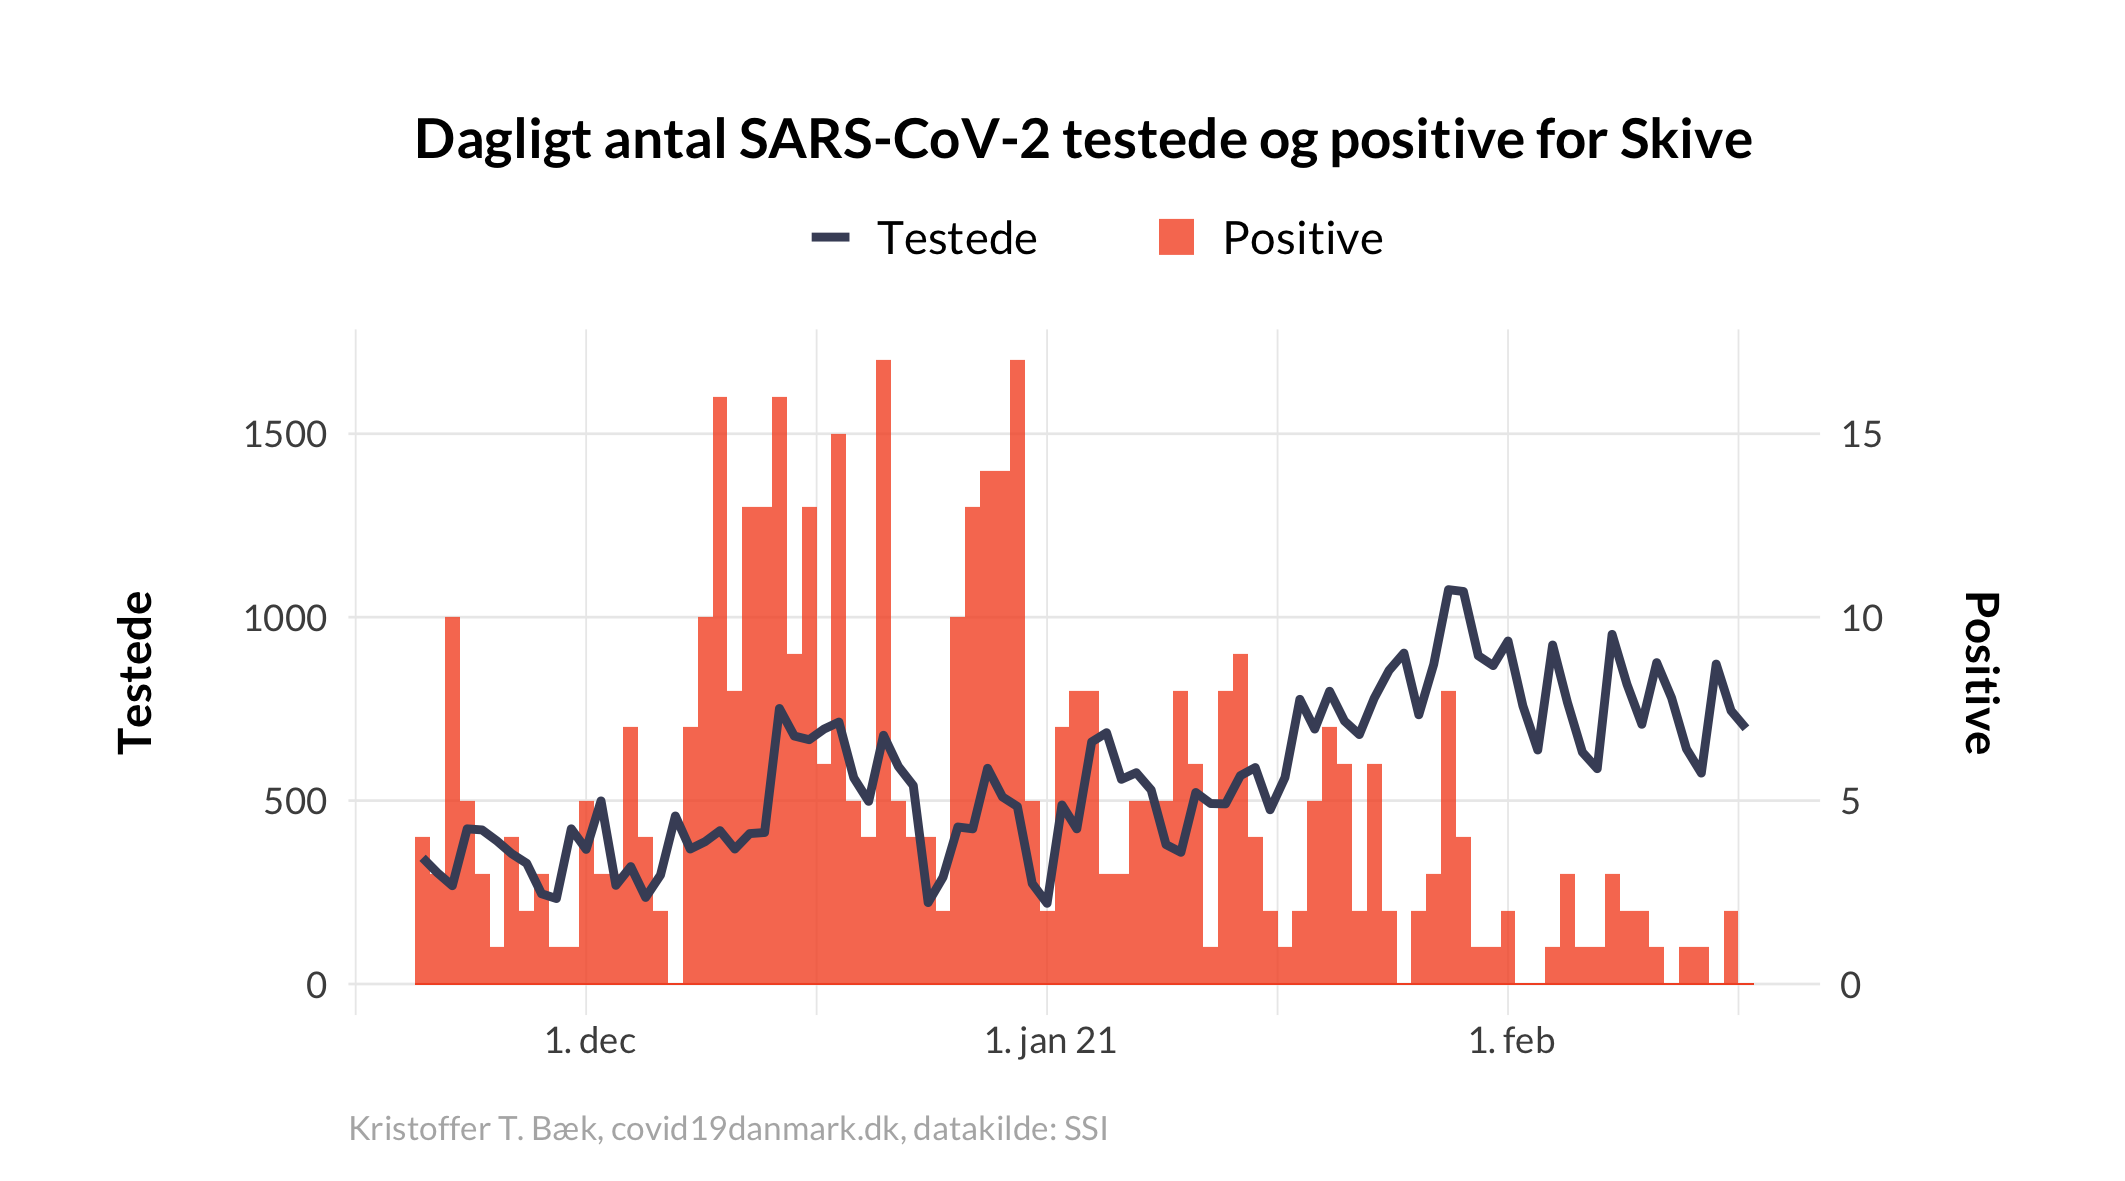 Dagligt antal SARS-CoV-2 testede og positive for Skive
Testede
Positive
1500
1000
500
0
15
10
5
0
Testede
Positive
1. dec
1. jan 21
1. feb
Kristoffer T. Bæk, covid19danmark.dk, datakilde: SSI